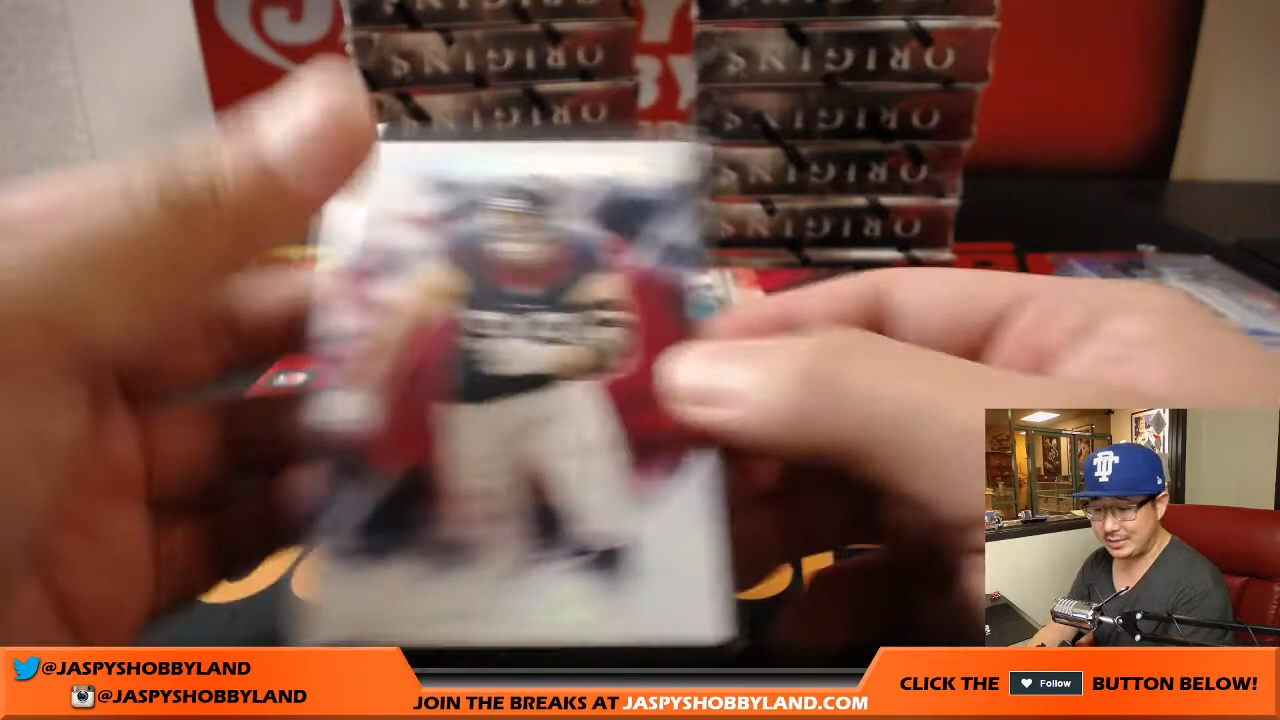 ORIGINS
ORIGINS
ORIGINS
ORIGINS
ORIGINS
ORIGINS
ORIGINS
ORIGINS
@JASPYSHOBBYLAND
@JASPYSHOBBYLAND
JOIN THE BREAKS AT JASPYSHOBBYLAND.COM
CLICK THE Follow BUTTON BELOW!